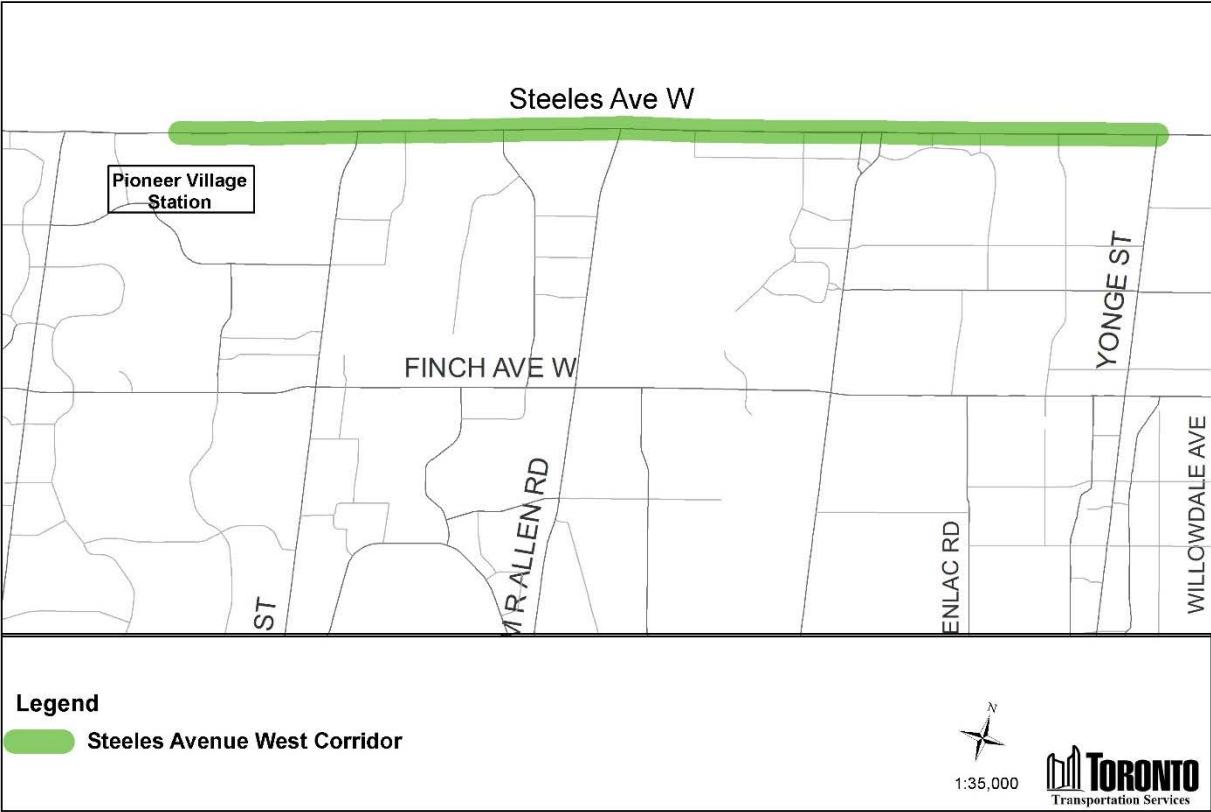 Steeles Ave W
Pioneer Village
Station
YONGE ST
FINCH AVE W
M R ALLEN RD
WILLOWDALE AVE
ENLAC RD
ST
Legend
Steeles Avenue West Corridor
N
1:35,000
TORONTO
Transportation Services